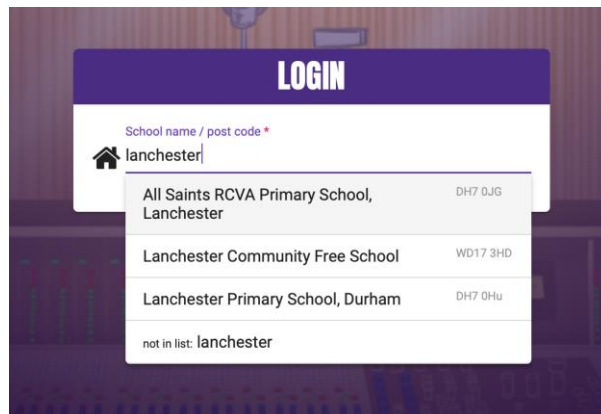 LOGIN
School name / post code *
lanchester
All Saints RCVA Primary School, DH7 0JG
Lanchester
Lanchester Community Free School WD17 3HD
Lanchester Primary School, Durham DH7 0Hu
not in list: lanchester